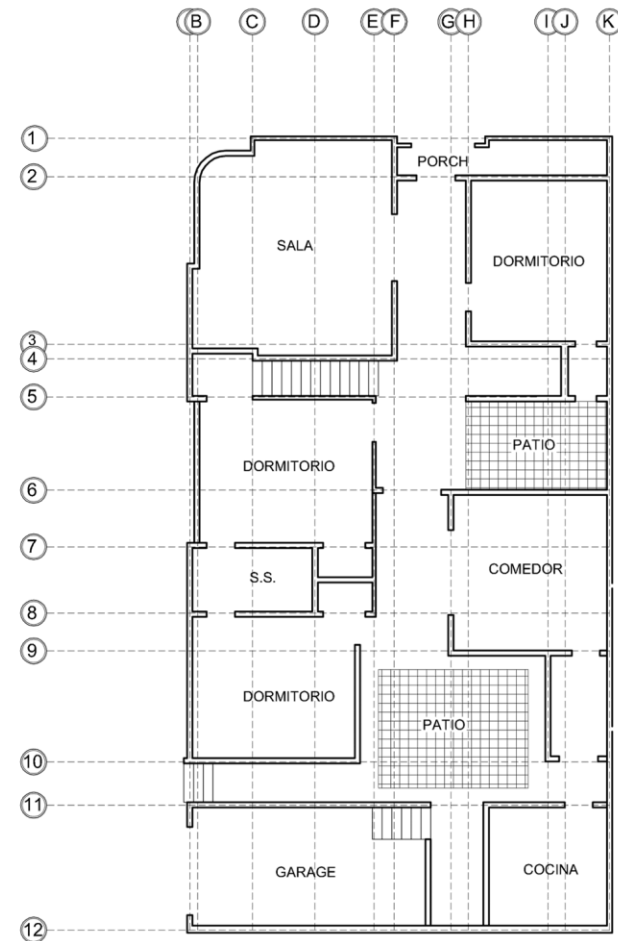 B C D E F G H I J K
1
PORCH
2
SALA
DORMITORIO
3
4
5
PATIO
DORMITORIO
6
7
COMEDOR
S.S.
8
9
DORMITORIO
PATIO
10
11
GARAGE
COCINA
12